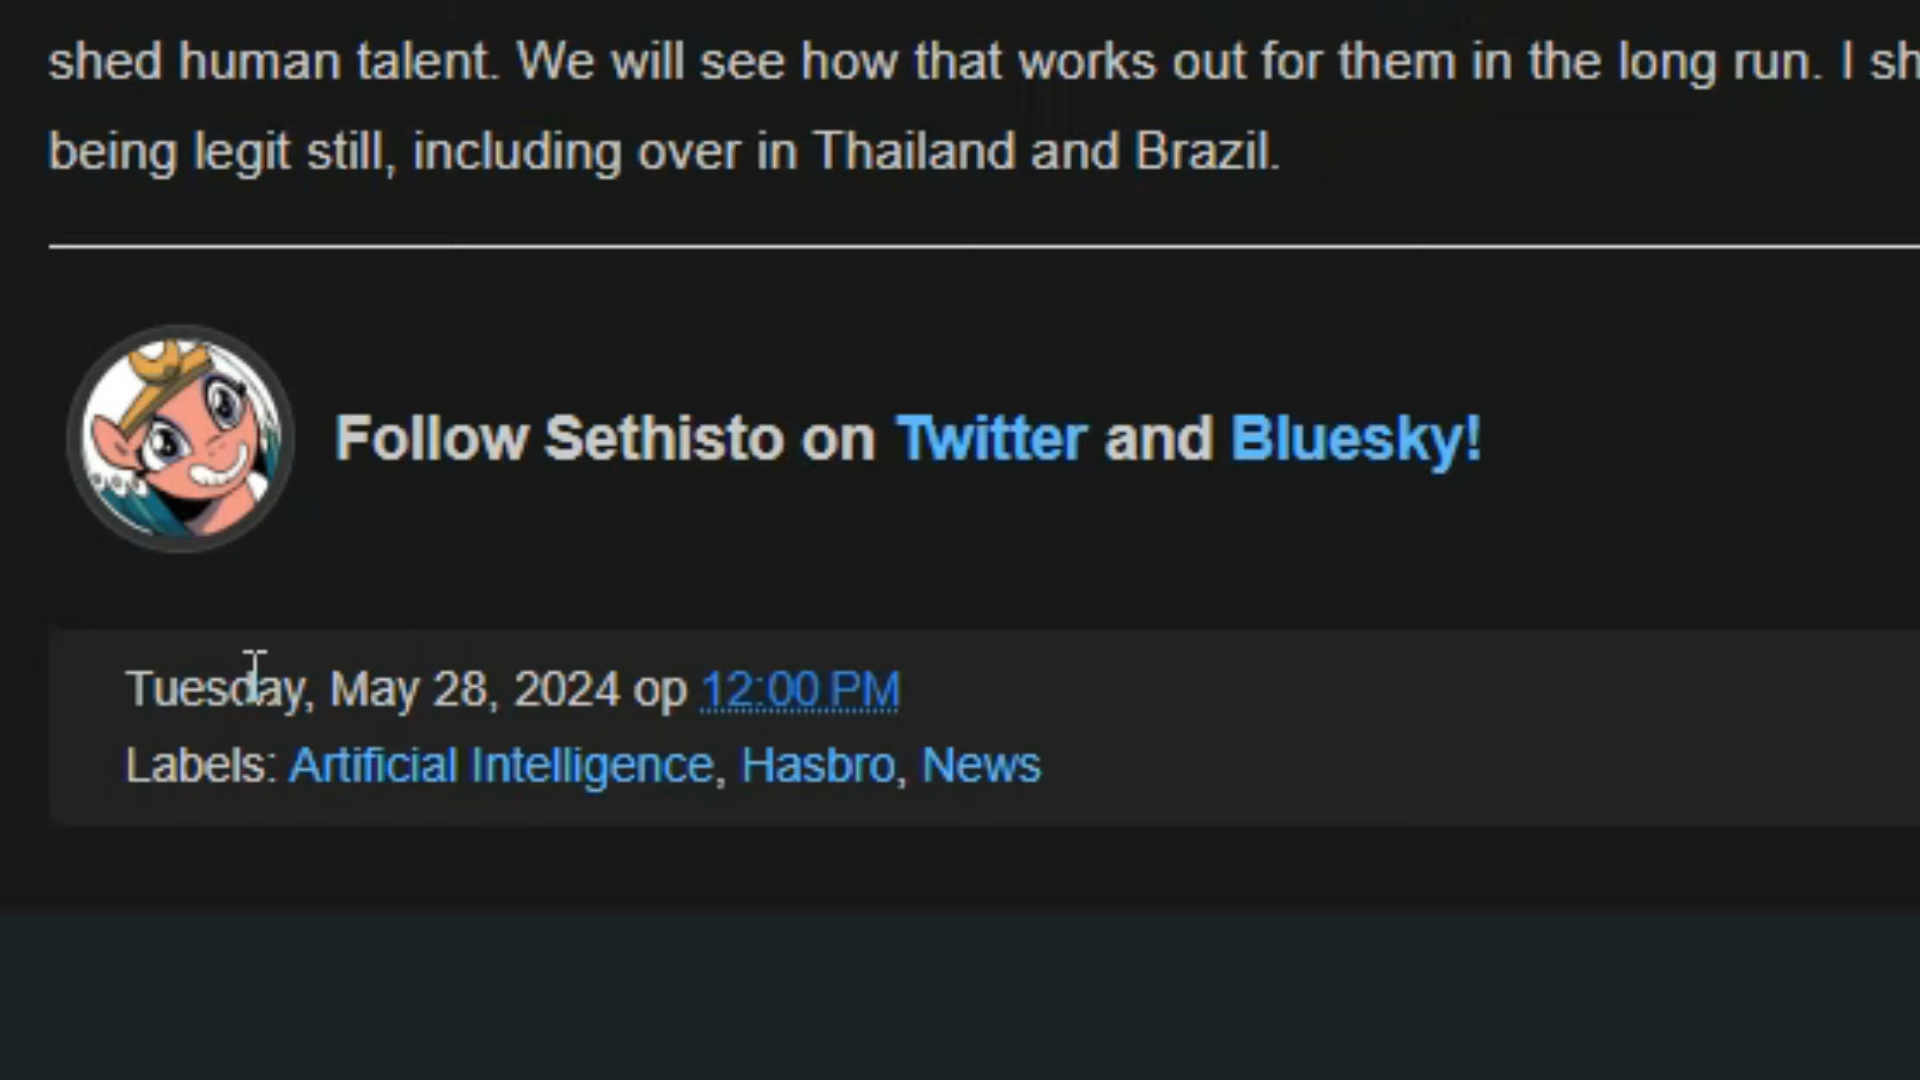 shed human talent. We will see how that works out for them in the long run. I sh
being legit still, including over in Thailand and Brazil.
Follow Sethisto on Twitter and Bluesky!
Tuesday, May 28, 2024 op 12:00 PM
Labels: Artificial Intelligence, Hasbro, News